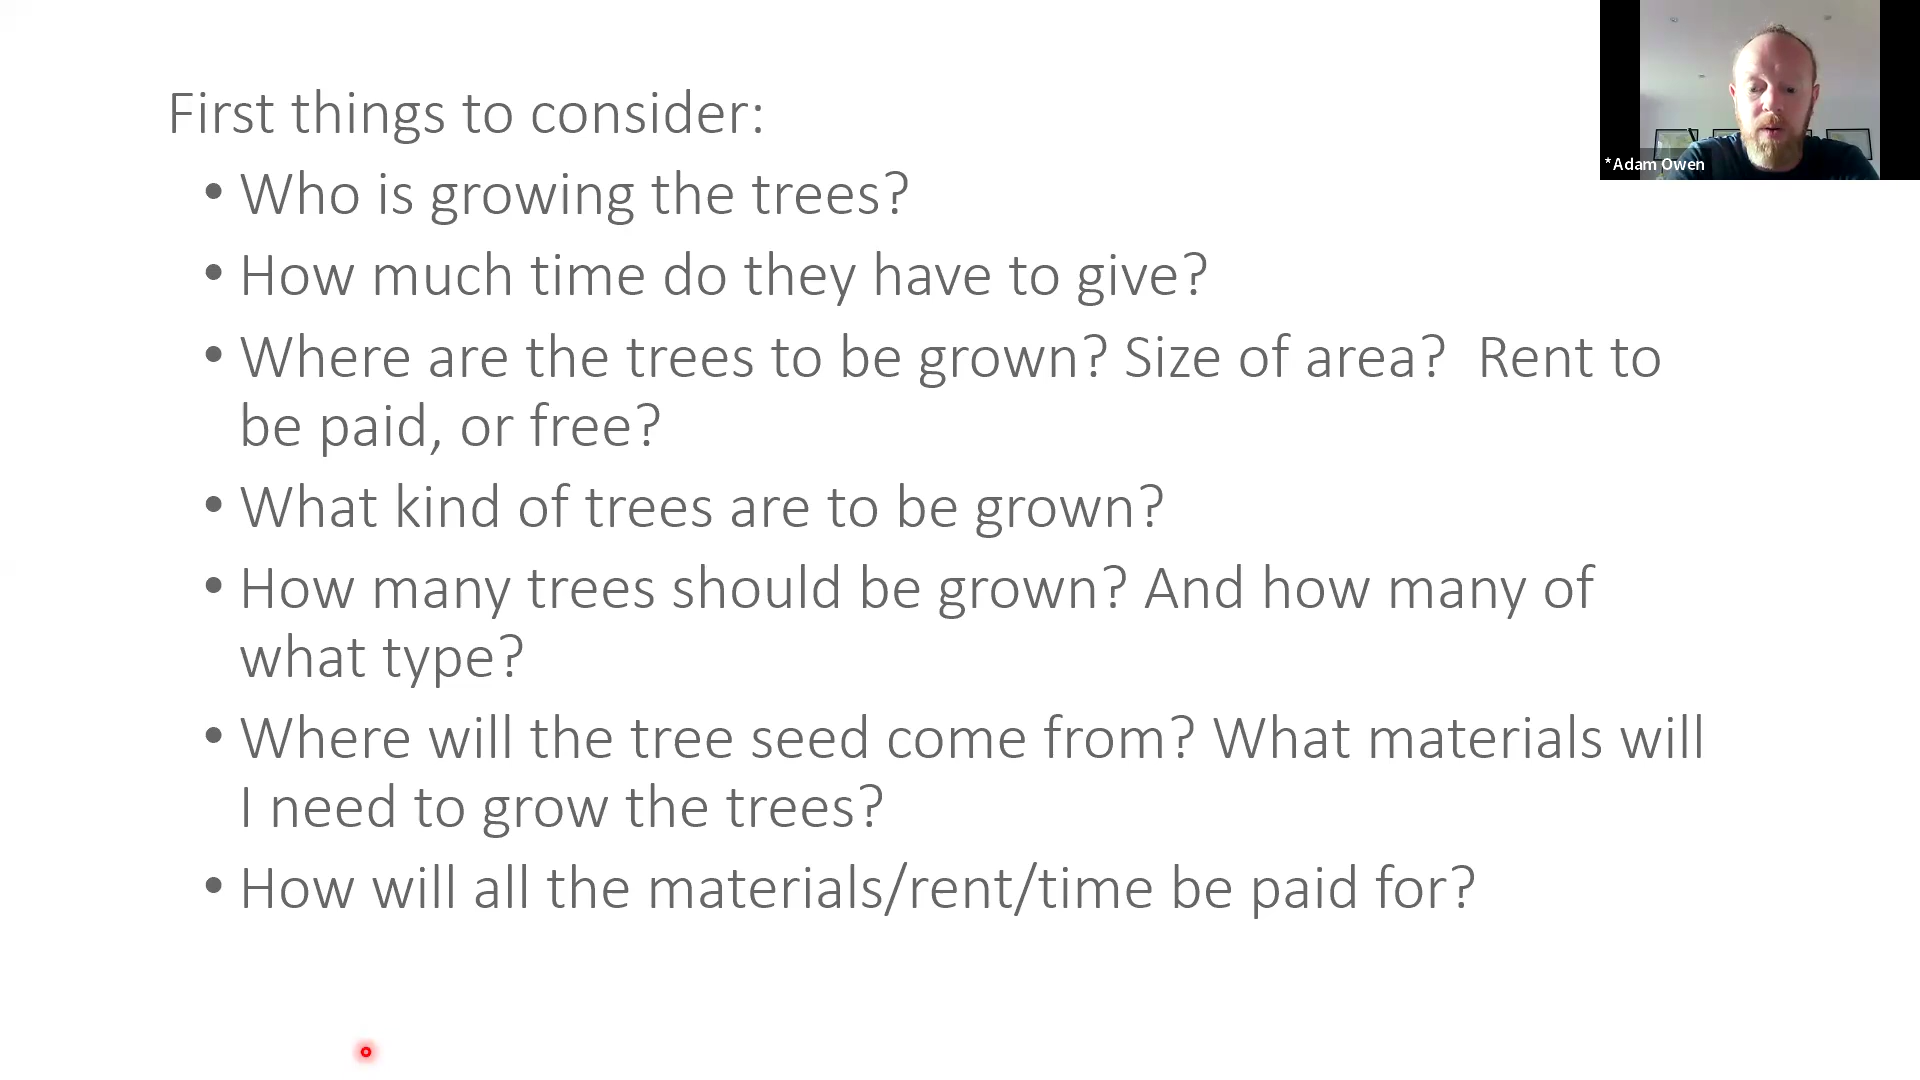 First things to consider:
• Who is growing the trees?
• How much time do they have to give?
• Where are the trees to be grown? Size of area?  Rent to
be paid, or free?
• What kind of trees are to be grown?
• How many trees should be grown? And how many of
what type?
• Where will the tree seed come from? What materials will
I need to grow the trees?
• How will all the materials/rent/time be paid for?
*Adam Owen